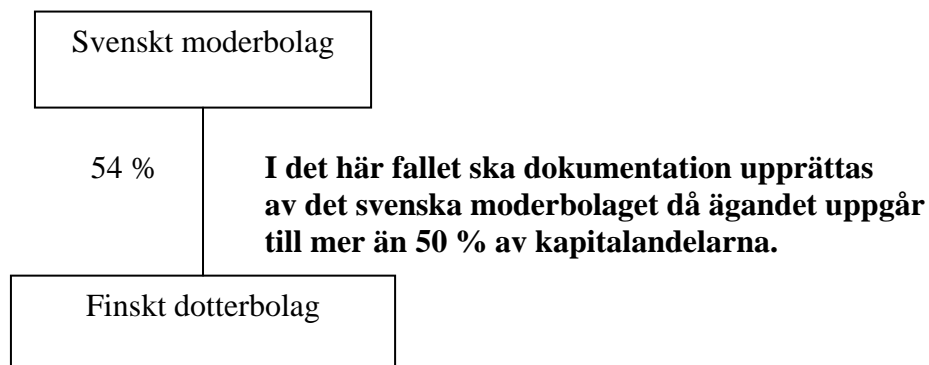 Svenskt moderbolag
54 %
I det här fallet ska dokumentation upprättas
av det svenska moderbolaget då ägandet uppgår
till mer än 50 % av kapitalandelarna.
Finskt dotterbolag